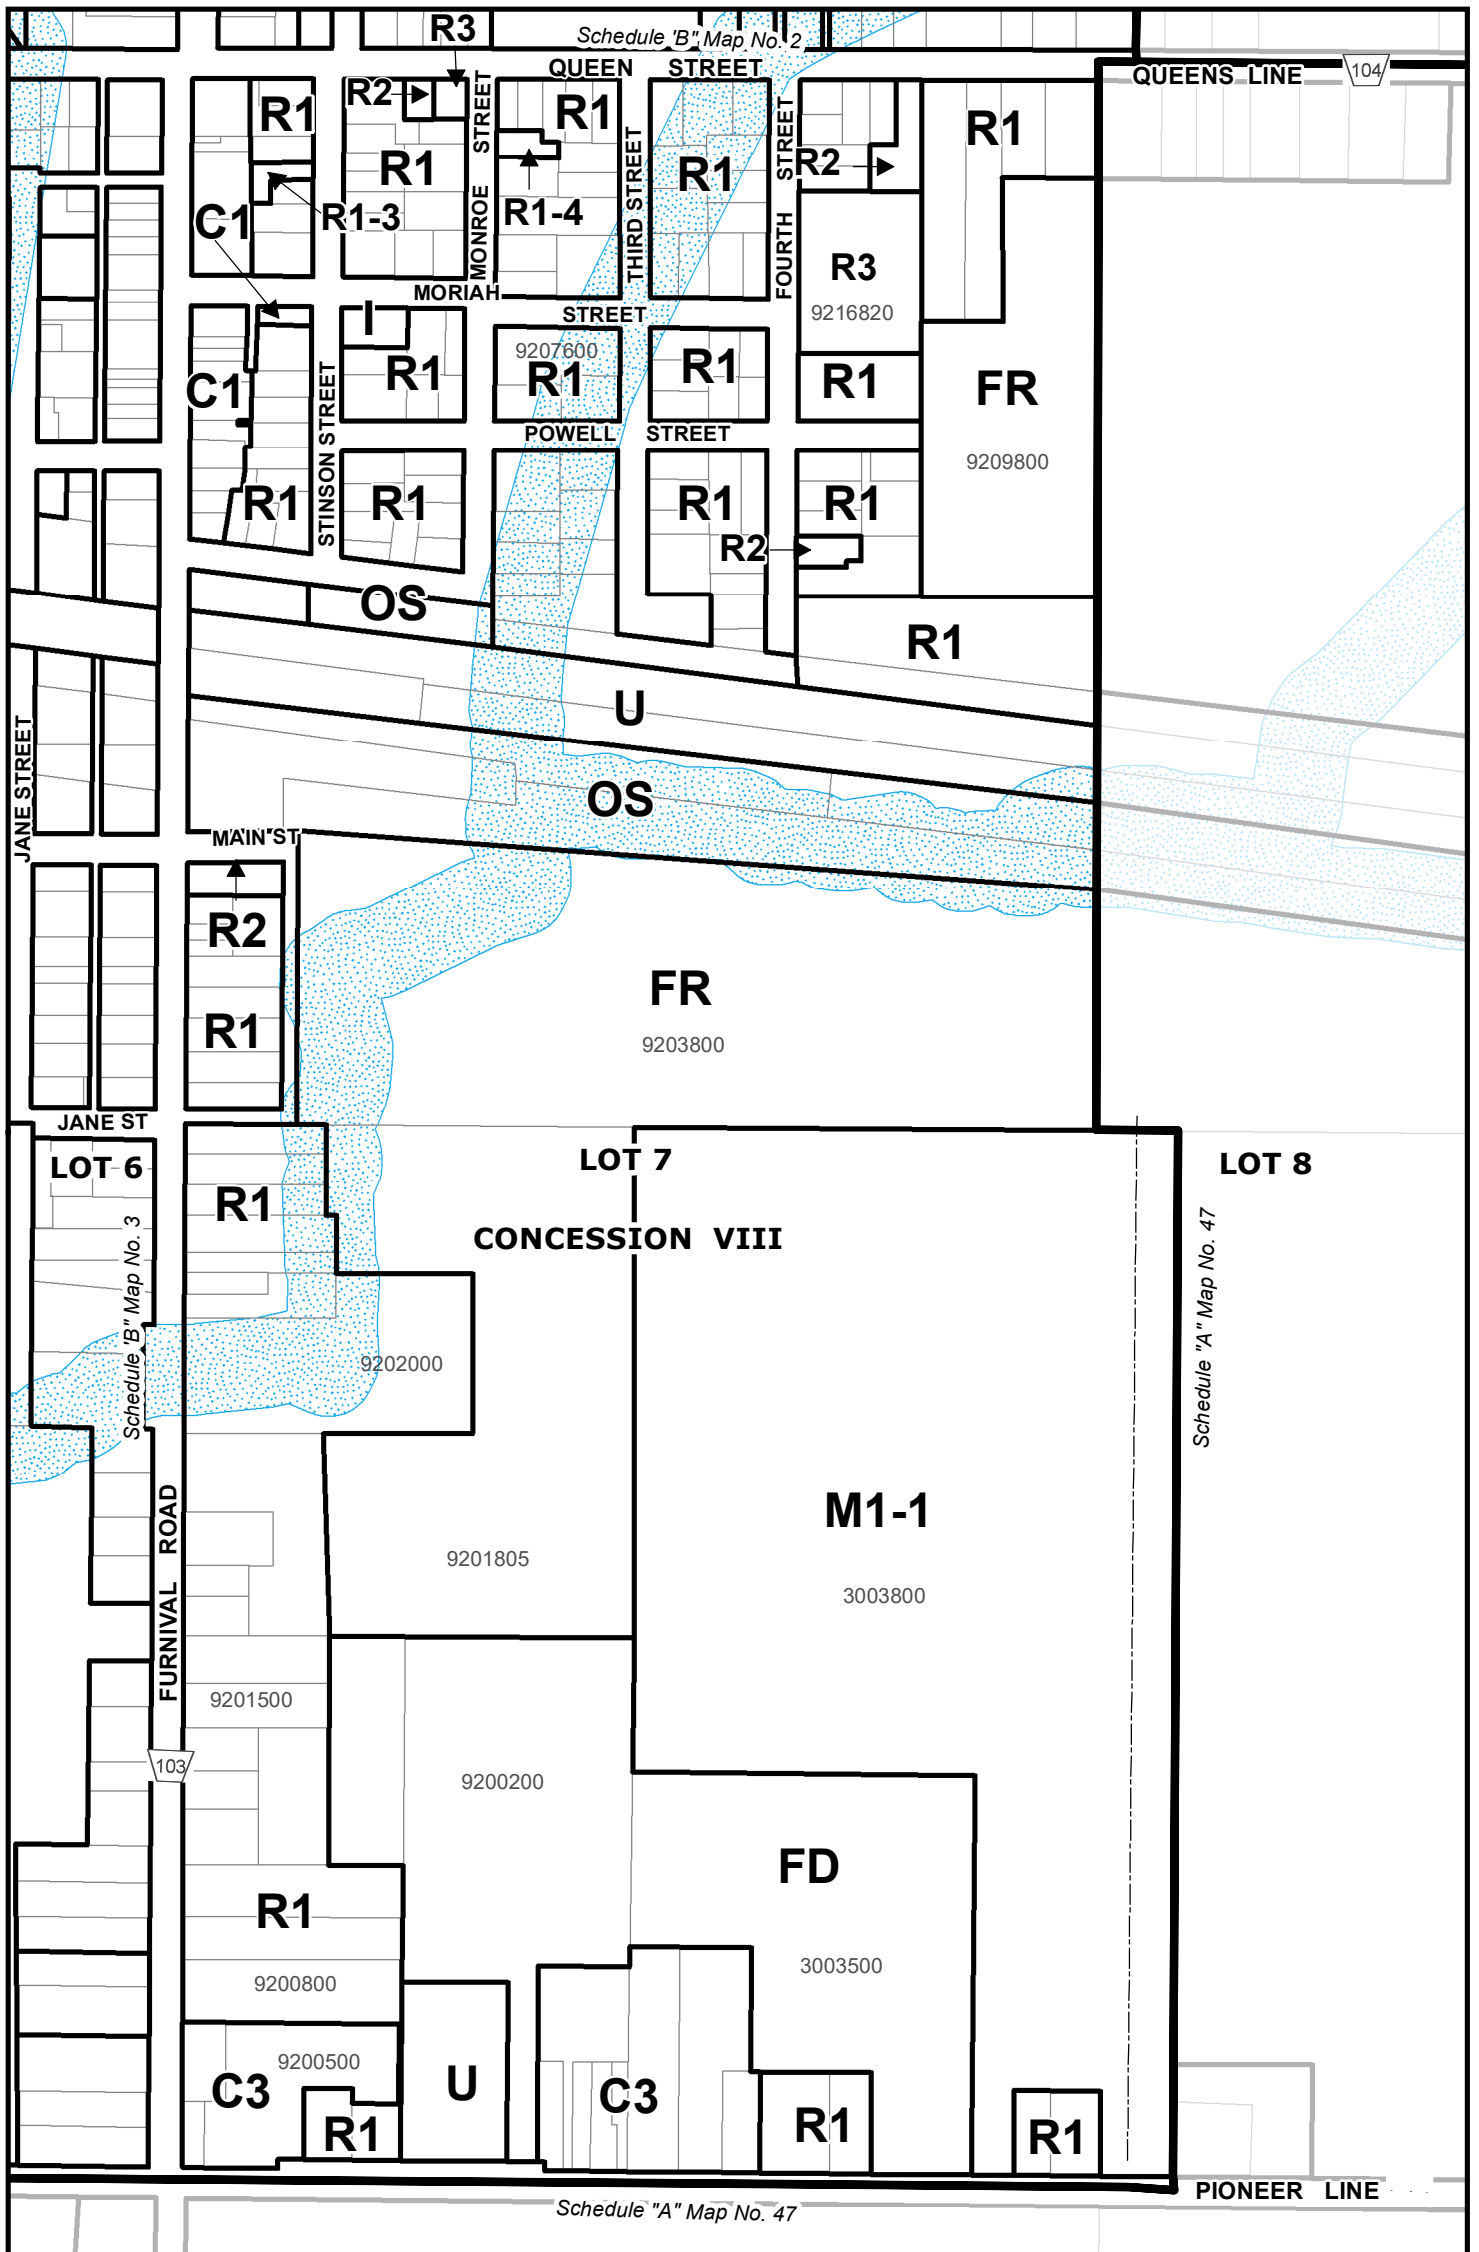 R3
Schedule 'B" Map No. 2
QUEEN STREET
QUEENS LINE
104
R1
R2
STREET
R1
STREET
R1
R1
R2
R1
R1
THIRD STREET
R1-3
C1
MONROE
R1-4
FOURTH
R3
9216820
MORIAH
STREET
I
9207600
R1
R1
R1
R1
C1
FR
STINSON STREET
POWELL STREET
9209800
R1
R1
R1
R1
R2
OS
R1
U
JANE STREET
OS
MAIN ST
R2
FR
R1
9203800
JANE ST
LOT 6
LOT 7
LOT 8
R1
CONCESSION VIII
Schedule 'B" Map No. 3
Schedule "A" Map No. 47
9202000
M1-1
FURNIVAL ROAD
9201805
3003800
9201500
103
9200200
FD
R1
3003500
9200800
9200500
C3
U
C3
R1
R1
R1
PIONEER LINE
Schedule "A" Map No. 47